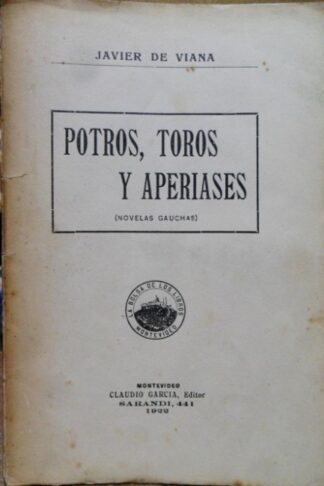 JAVIER DE VIANA
POTROS, TOROS
Y APERIASES
(NOVELAS GAUCHAS)
LA BOLSA DE LOS LIBROS
MONTEVIDEO
MONTEVIDEO
CLAUDIO GARCIA, Editor
SARANDI, 441
1922